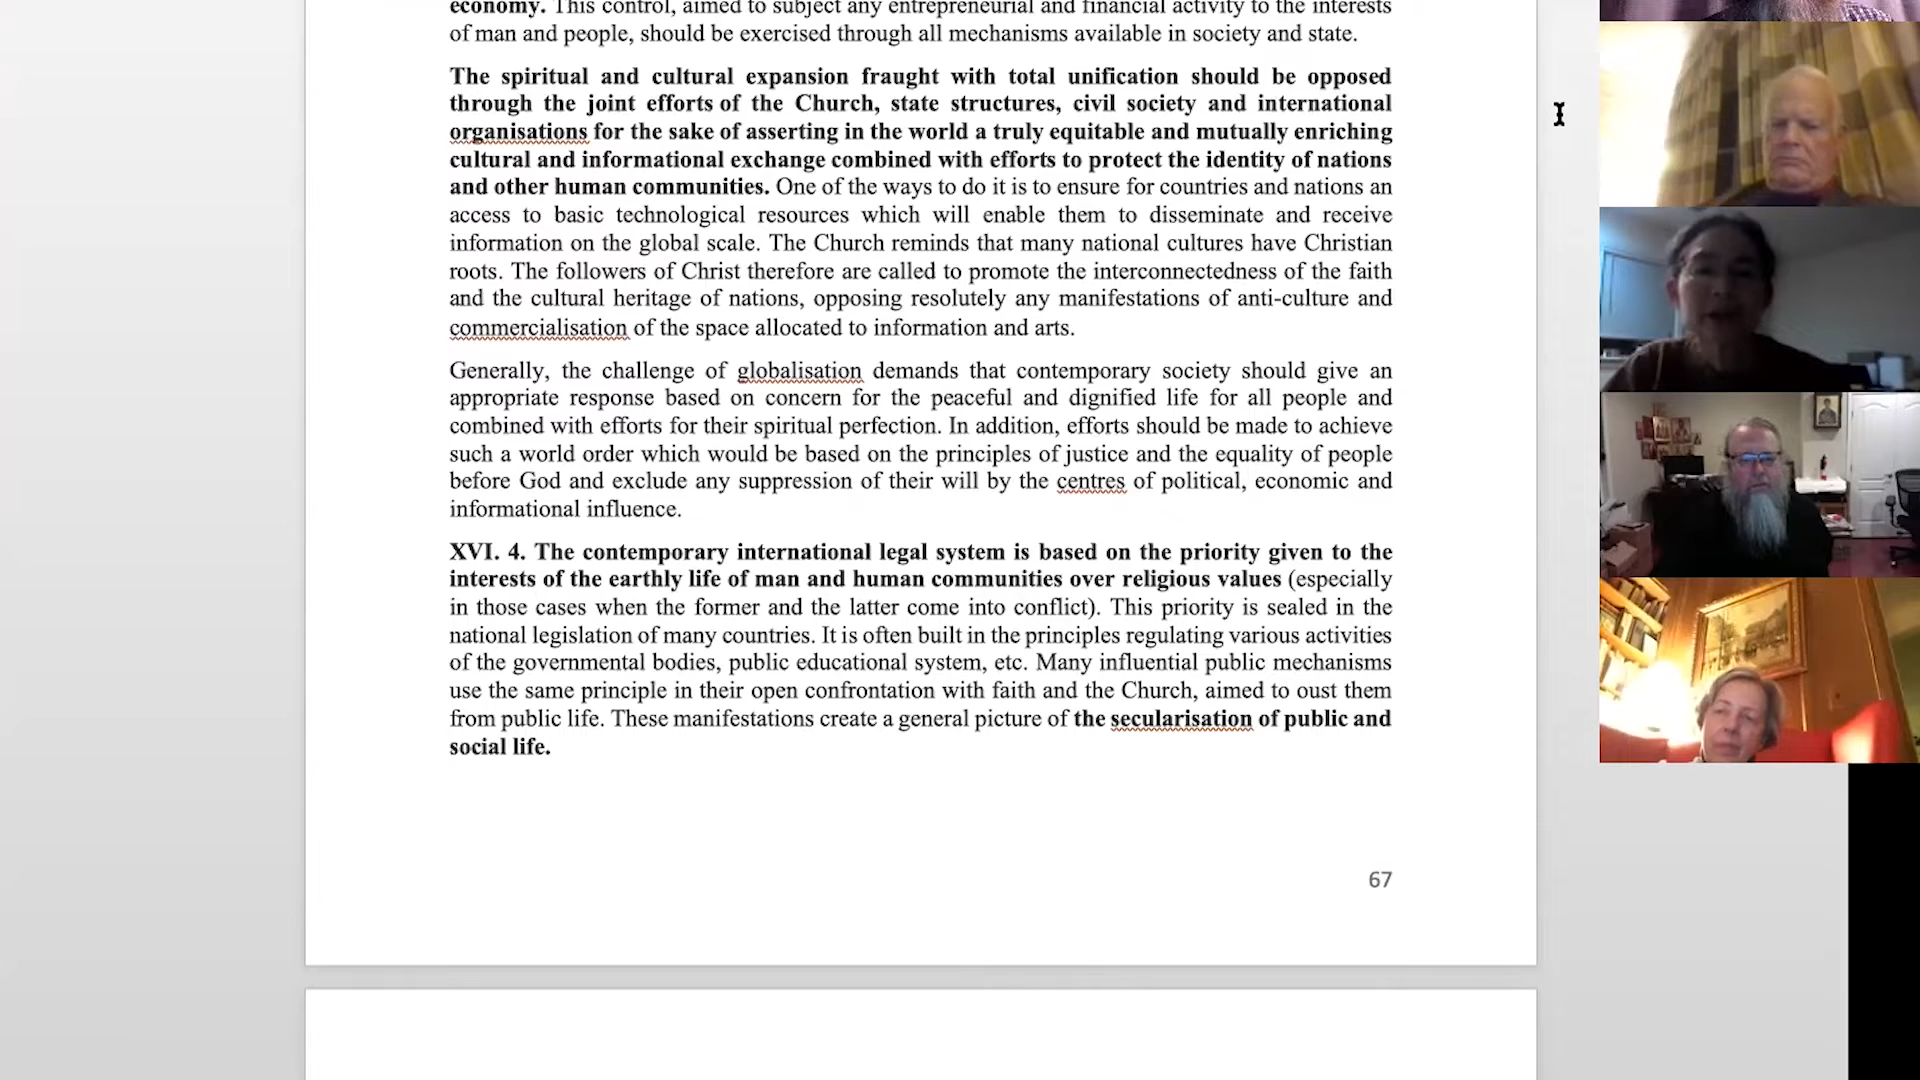 economy. This control, aimed to subject any entrepreneurial and financial activity to the interests
of man and people, should be exercised through all mechanisms available in society and state.
The spiritual and cultural expansion fraught with total unification should be opposed
through the joint efforts of the Church, state structures, civil society and international
organisations for the sake of asserting in the world a truly equitable and mutually enriching
cultural and informational exchange combined with efforts to protect the identity of nations
and other human communities. One of the ways to do it is to ensure for countries and nations an
access to basic technological resources which will enable them to disseminate and receive
information on the global scale. The Church reminds that many national cultures have Christian
roots. The followers of Christ therefore are called to promote the interconnectedness of the faith
and the cultural heritage of nations, opposing resolutely any manifestations of anti-culture and
commercialisation of the space allocated to information and arts.
Generally, the challenge of globalisation demands that contemporary society should give an
appropriate response based on concern for the peaceful and dignified life for all people and
combined with efforts for their spiritual perfection. In addition, efforts should be made to achieve
such a world order which would be based on the principles of justice and the equality of people
before God and exclude any suppression of their will by the centres of political, economic and
informational influence.
XVI. 4. The contemporary international legal system is based on the priority given to the
interests of the earthly life of man and human communities over religious values (especially
in those cases when the former and the latter come into conflict). This priority is sealed in the
national legislation of many countries. It is often built in the principles regulating various activities
of the governmental bodies, public educational system, etc. Many influential public mechanisms
use the same principle in their open confrontation with faith and the Church, aimed to oust them
from public life. These manifestations create a general picture of the secularisation of public and
social life.
67